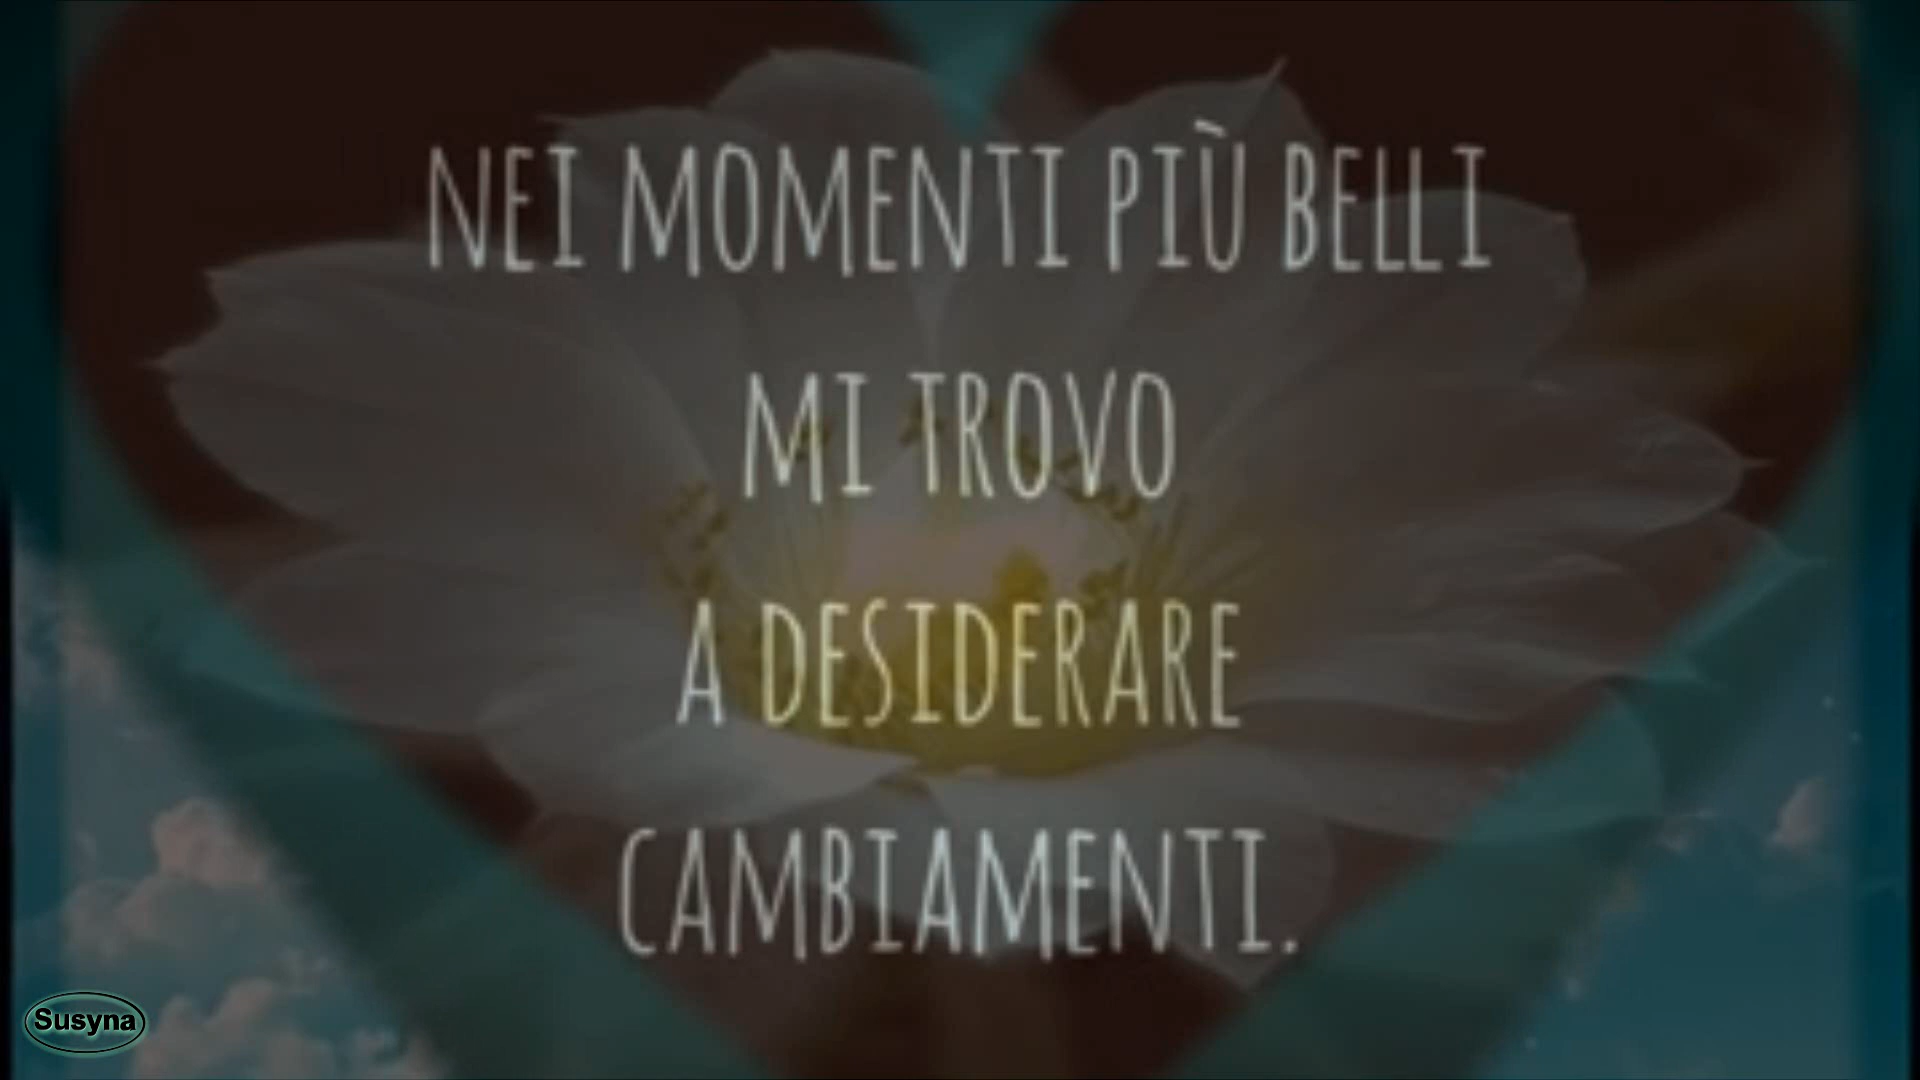 NEI MOMENTI PIÙ BELLI
MI TROVO
A DESIDERARE
CAMBIAMENTI.
Susyna